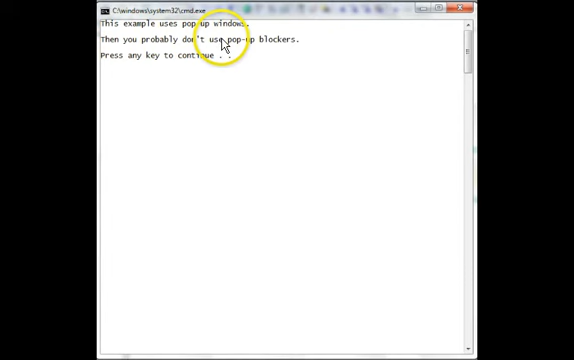 C:\windows\system32\cmd.exe
This example uses pop-up windows.
Then you probably don't use pop-up blockers.
Press any key to continue . .